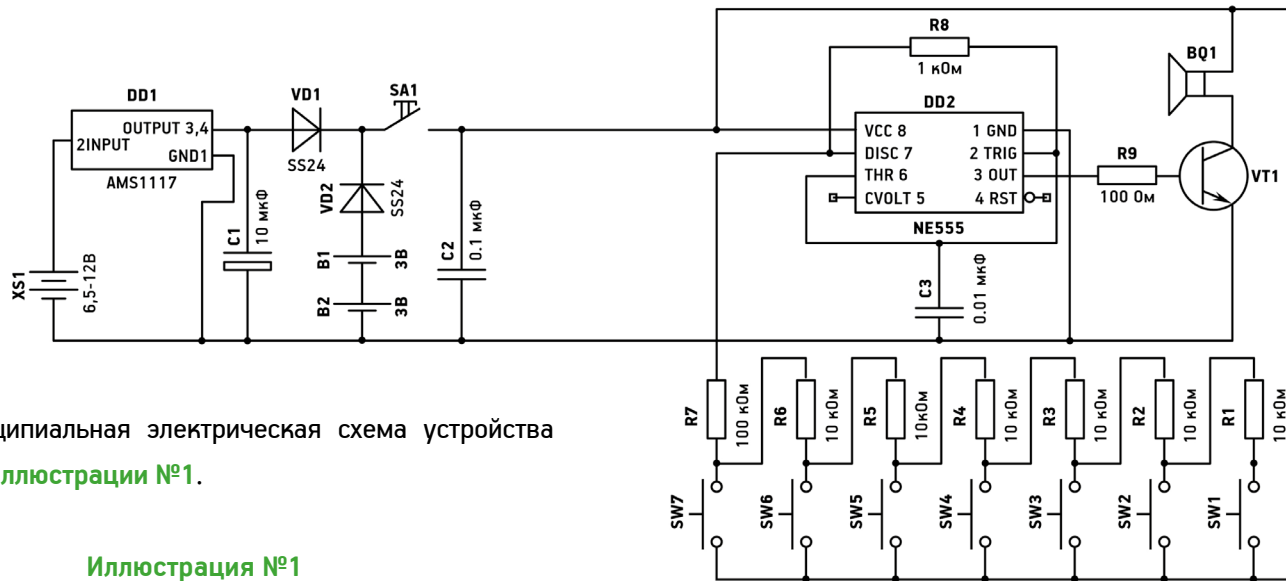 R8
1 кОм
BQ1
DD1
VD1
SA1
DD2
OUTPUT 3,4
2INPUT
GND1
AMS1117
SS24
VCC 8
1 GND
DISC 7
2 TRIG
THR 6
3 OUT
CVOLT 5
4 RST
NE555
R9
100 Ом
VT1
VD2
SS24
C1
10 мкФ
C2
0.1 мкФ
B1
3В
B2
3В
XS1
6,5-12В
C3
0.01 мкФ
R7
100 кОм
R6
10 кОм
R5
10кОм
R4
10 кОм
R3
10 кОм
R2
10 кОм
R1
10 кОм
ципиальная электрическая схема устройства
ллюстрации №1.
SW7
SW6
SW5
SW4
SW3
SW2
SW1
Иллюстрация №1